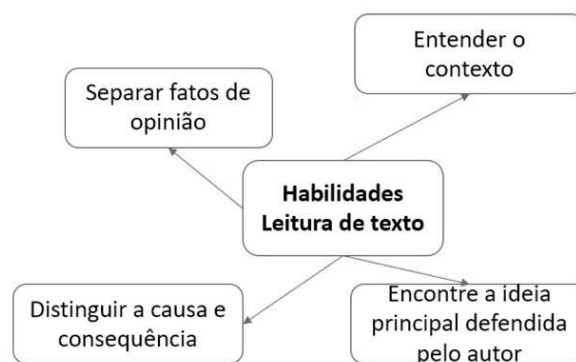 Entender o
contexto
Separar fatos de
opinião
Habilidades
Leitura de texto
Distinguir a causa e
consequência
Encontre a ideia
principal defendida
pelo autor